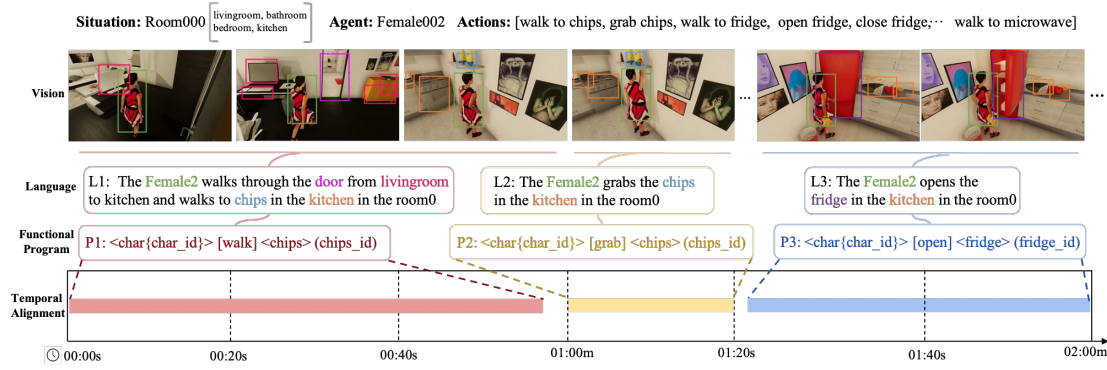 Situation: Room000 livingroom, bathroom bedroom, kitchen Agent: Female002 Actions: [walk to chips, grab chips, walk to fridge, open fridge, close fridge,··· walk to microwave]
Vision
...
...
Language
L1: The Female2 walks through the door from livingroom
to kitchen and walks to chips in the kitchen in the room0
L2: The Female2 grabs the chips
in the kitchen in the room0
L3: The Female2 opens the
fridge in the kitchen in the room0
Functional
Program
P1: <char{char_id}> [walk] <chips> (chips_id)
P2: <char{char_id}> [grab] <chips> (chips_id)
P3: <char{char_id}> [open] <fridge> (fridge_id)
Temporal
Alignment
00:00s 00:20s 00:40s 01:00m 01:20s 01:40s 02:00m